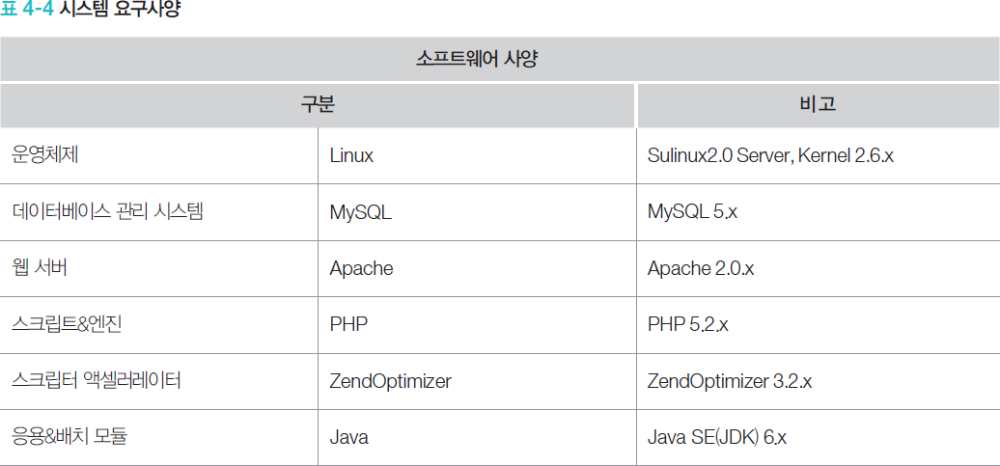 표 4-4 시스템 요구사양
소프트웨어 사양
구분 비고
운영체제 Linux Sulinux2.0 Server, Kernel 2.6.x
데이터베이스 관리 시스템 MySQL MySQL 5.x
웹 서버 Apache Apache 2.0.x
스크립트&엔진 PHP PHP 5.2.x
스크립터 액셀러레이터 ZendOptimizer ZendOptimizer 3.2.x
응용&배치 모듈 Java Java SE(JDK) 6.x